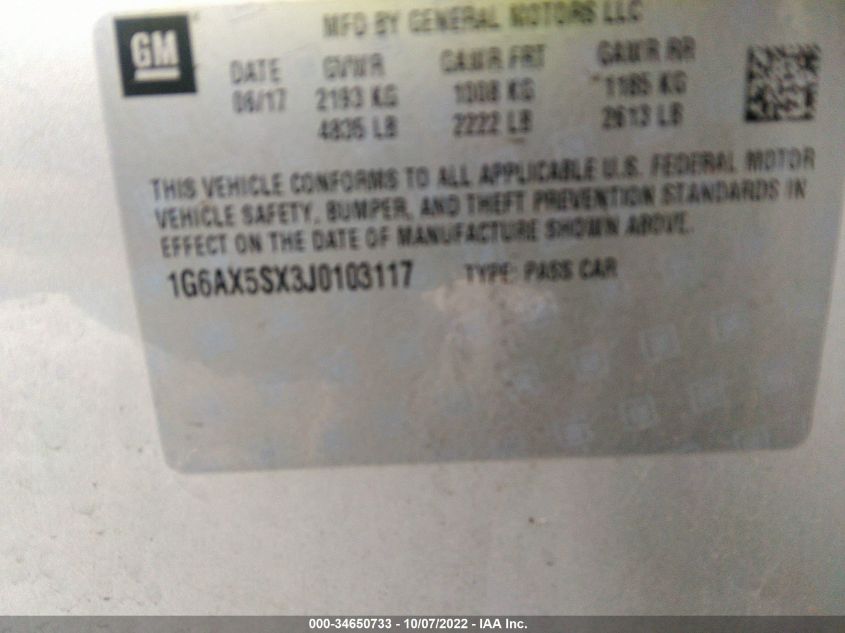 MFD BY GENERAL MOTORS LLC
GM
DATE GVWR GAWR FRT GAWR RR
06/17 2193 KG 1008 KG 1185 KG
4835 LB 2222 LB 2613 LB
THIS VEHICLE CONFORMS TO ALL APPLICABLE U.S. FEDERAL MOTOR
VEHICLE SAFETY, BUMPER, AND THEFT PREVENTION STANDARDS IN
EFFECT ON THE DATE OF MANUFACTURE SHOWN ABOVE.
1G6AX5SX3J0103117 TYPE: PASS CAR
000-34650733 - 10/07/2022 - IAA Inc.